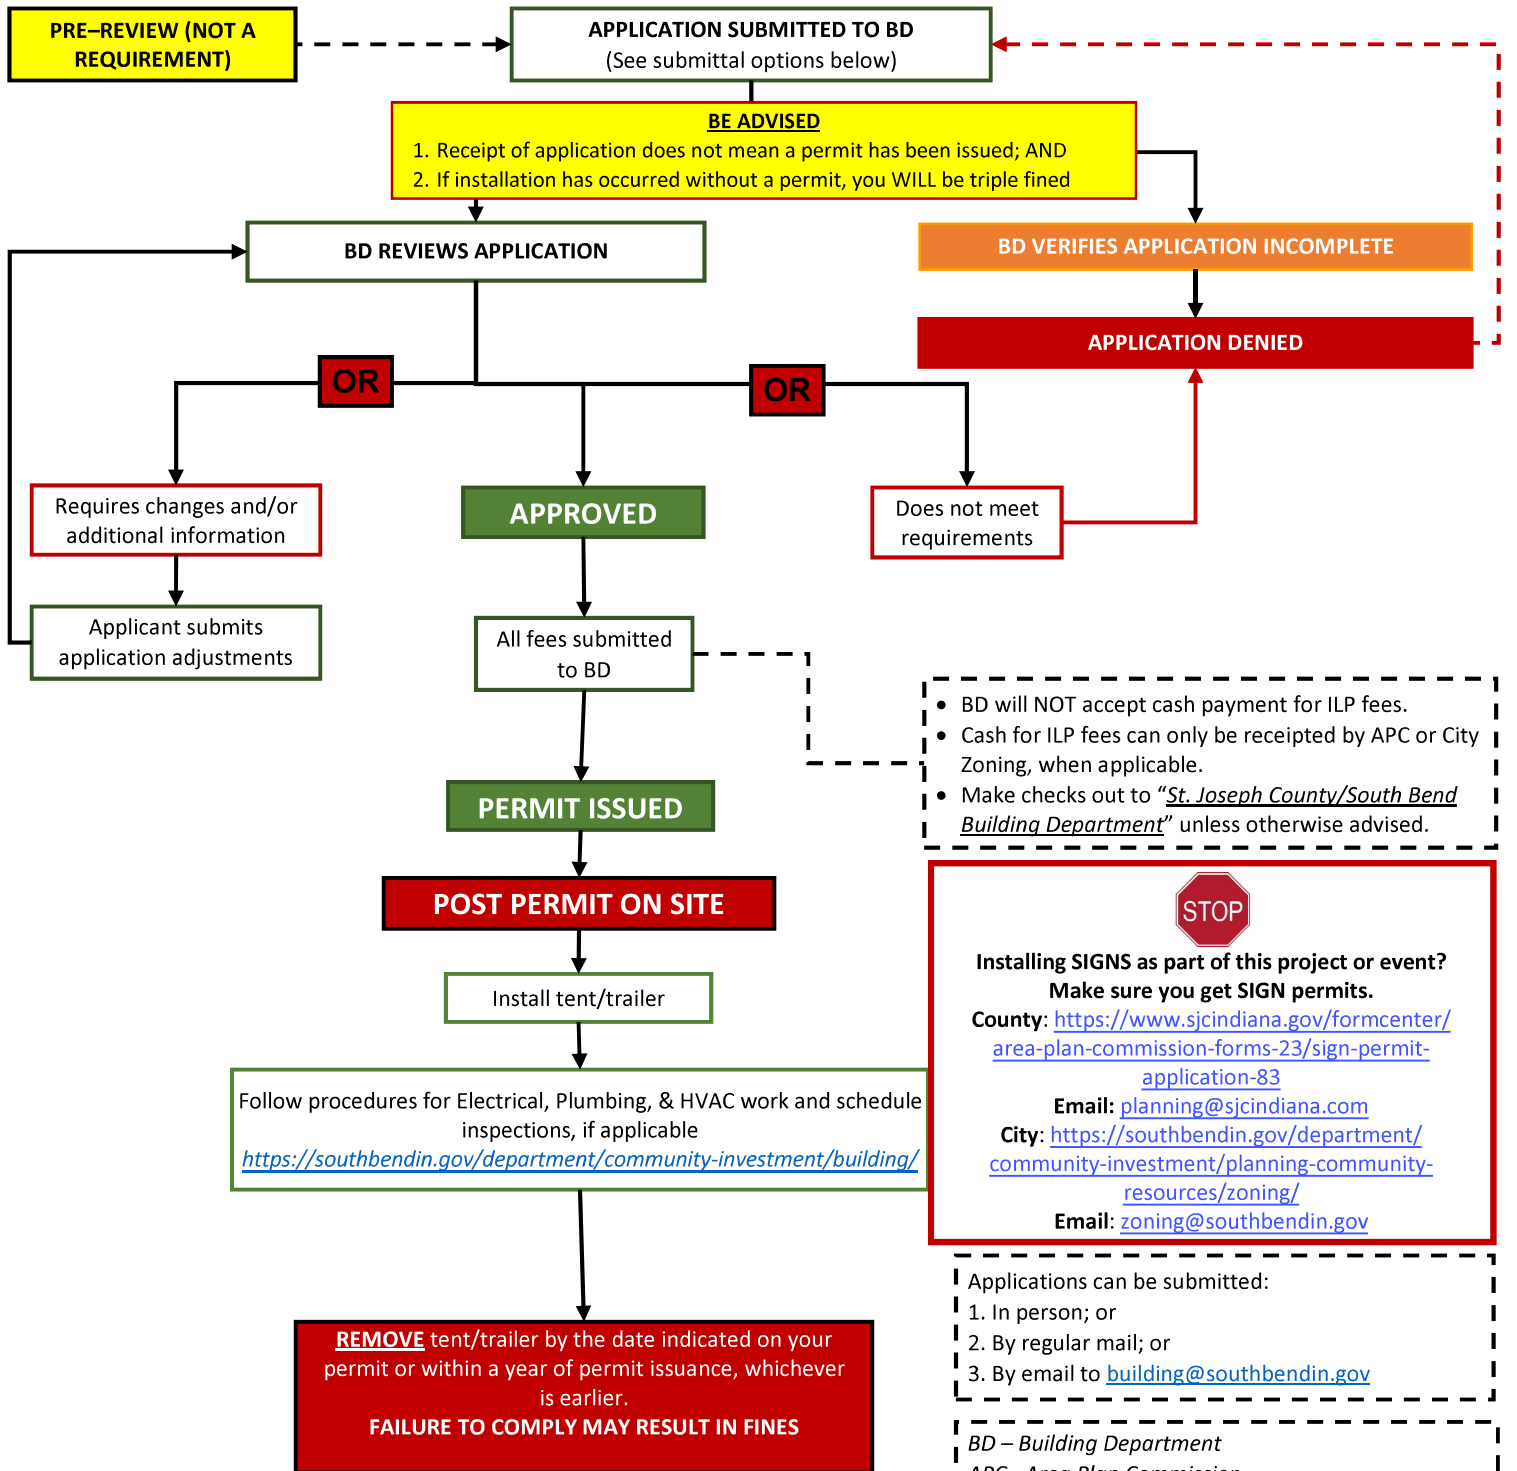 PRE–REVIEW (NOT A
REQUIREMENT)
APPLICATION SUBMITTED TO BD
(See submittal options below)
BE ADVISED
1. Receipt of application does not mean a permit has been issued; AND
2. If installation has occurred without a permit, you WILL be triple fined
BD REVIEWS APPLICATION
BD VERIFIES APPLICATION INCOMPLETE
APPLICATION DENIED
OR
OR
Requires changes and/or
additional information
APPROVED
Does not meet
requirements
Applicant submits
application adjustments
All fees submitted
to BD
• BD will NOT accept cash payment for ILP fees.
• Cash for ILP fees can only be receipted by APC or City
Zoning, when applicable.
• Make checks out to “St. Joseph County/South Bend
Building Department” unless otherwise advised.
PERMIT ISSUED
POST PERMIT ON SITE
STOP
Installing SIGNS as part of this project or event?
Make sure you get SIGN permits.
County: https://www.sjcindiana.gov/formcenter/
area-plan-commission-forms-23/sign-permit-
application-83
Email: planning@sjcindiana.com
City: https://southbendin.gov/department/
community-investment/planning-community-
resources/zoning/
Email: zoning@southbendin.gov
Install tent/trailer
Follow procedures for Electrical, Plumbing, & HVAC work and schedule
inspections, if applicable
https://southbendin.gov/department/community-investment/building/
REMOVE tent/trailer by the date indicated on your
permit or within a year of permit issuance, whichever
is earlier.
FAILURE TO COMPLY MAY RESULT IN FINES
Applications can be submitted:
1. In person; or
2. By regular mail; or
3. By email to building@southbendin.gov
BD – Building Department
APC - Area Plan Commission